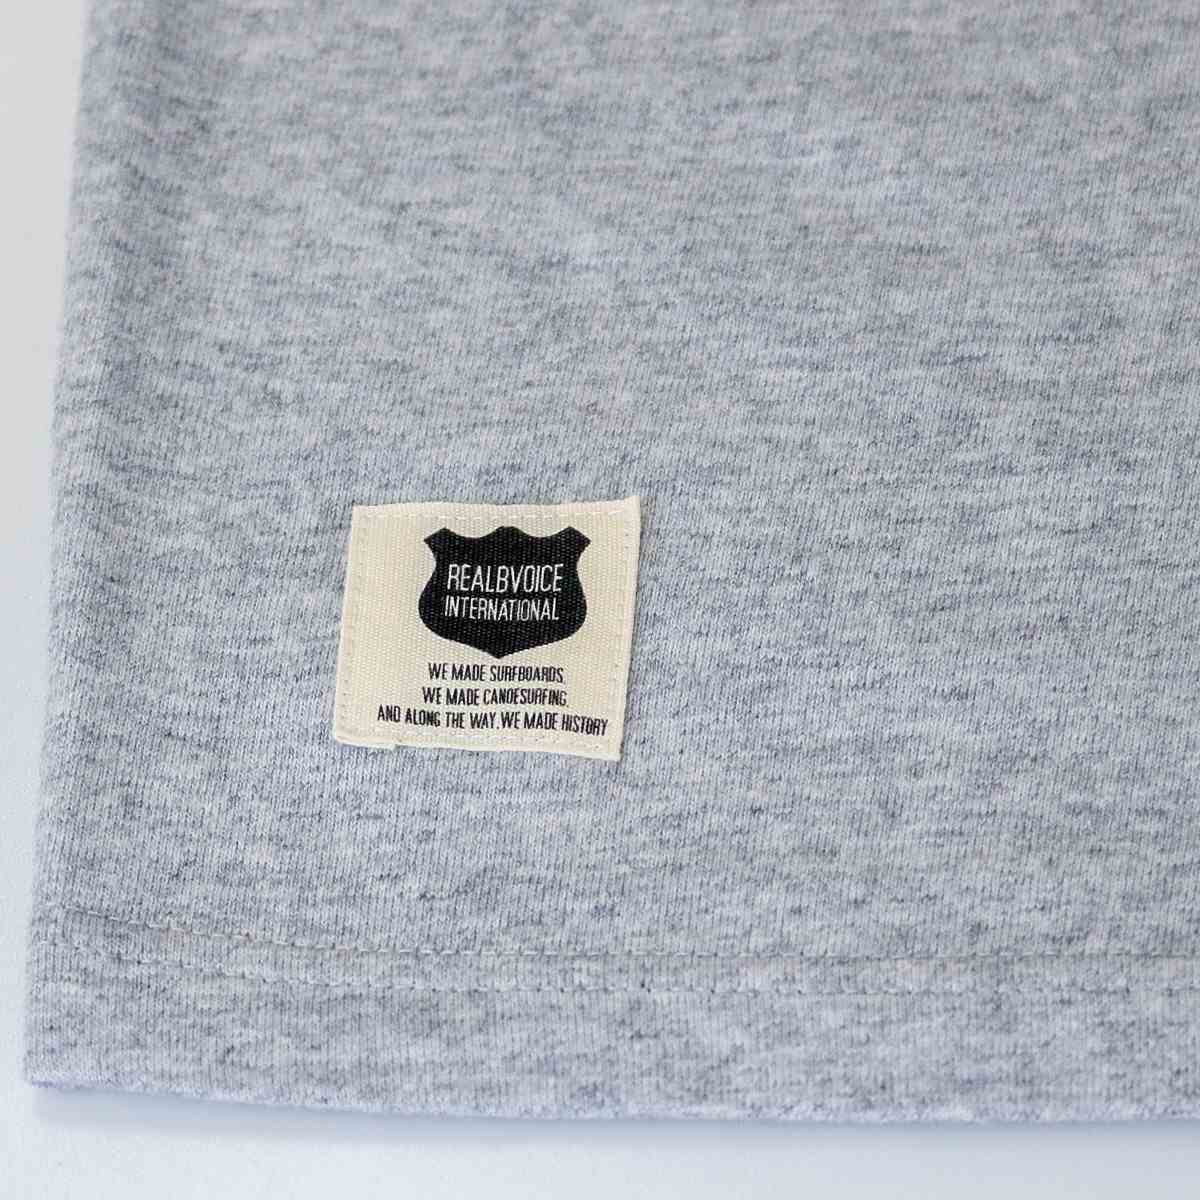 REALBVOICE
INTERNATIONAL
WE MADE SURFBOARDS.
WE MADE CANOESURFING.
AND ALONG THE WAY. WE MADE HISTORY